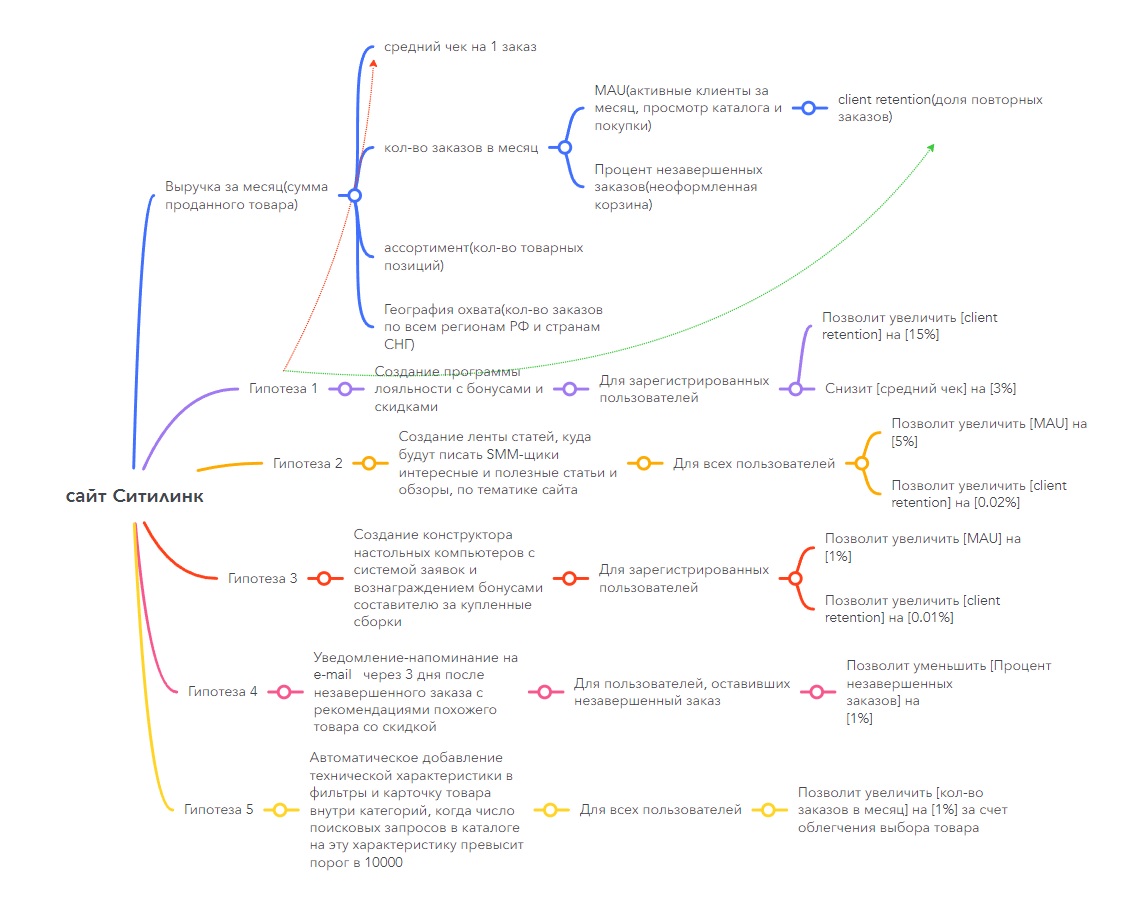 средний чек на 1 заказ
MAU(активные клиенты за
месяц, просмотр каталога и
покупки)
client retention(доля повторных
заказов)
кол-во заказов в месяц
Процент незавершенных
заказов(неоформленная
корзина)
Выручка за месяц(сумма
проданного товара)
ассортимент(кол-во товарных
позиций)
География охвата(кол-во заказов
по всем регионам РФ и странам
СНГ)
Гипотеза 1
Создание программы
лояльности с бонусами и
скидками
Для зарегистрированных
пользователей
Позволит увеличить [client
retention] на [15%]
Снизит [средний чек] на [3%]
Гипотеза 2
Создание ленты статей, куда
будут писать SMM-щики
интересные и полезные статьи и
обзоры, по тематике сайта
Для всех пользователей
Позволит увеличить [MAU] на
[5%]
Позволит увеличить [client
retention] на [0.02%]
сайт Ситилинк
Гипотеза 3
Создание конструктора
настольных компьютеров с
системой заявок и
вознаграждением бонусами
составителю за купленные
сборки
Для зарегистрированных
пользователей
Позволит увеличить [MAU] на
[1%]
Позволит увеличить [client
retention] на [0.01%]
Гипотеза 4
Уведомление-напоминание на
e-mail через 3 дня после
незавершенного заказа с
рекомендациями похожего
товара со скидкой
Для пользователей, оставивших
незавершенный заказ
Позволит уменьшить [Процент
незавершенных
заказов] на
[1%]
Гипотеза 5
Автоматическое добавление
технической характеристики в
фильтры и карточку товара
внутри категорий, когда число
поисковых запросов в каталоге
на эту характеристику превысит
порог в 10000
Для всех пользователей
Позволит увеличить [кол-во
заказов в месяц] на [1%] за счет
облегчения выбора товара